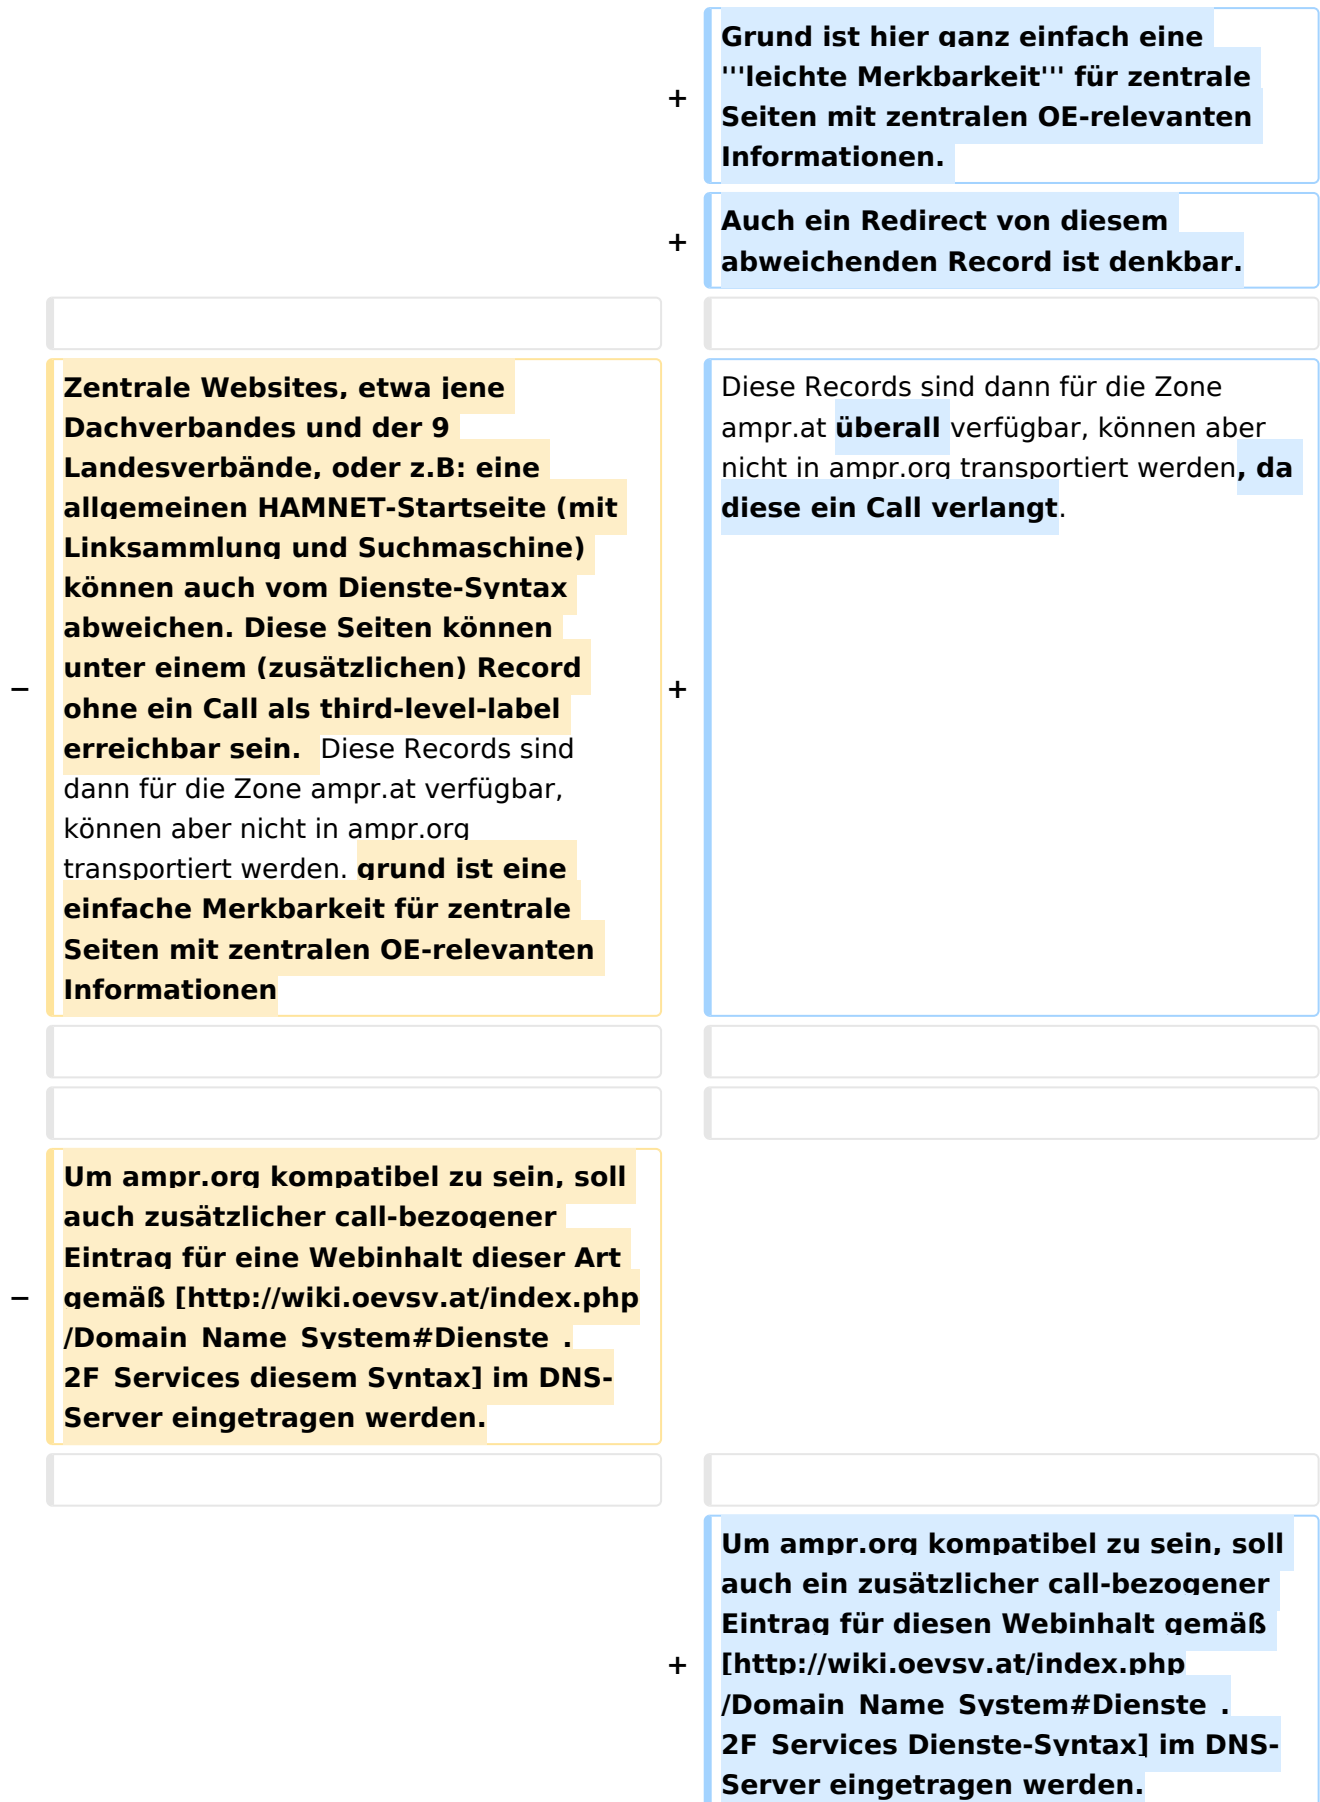 +
Grund ist hier ganz einfach eine
'''leichte Merkbarkeit''' für zentrale
Seiten mit zentralen OE-relevanten
Informationen.
+
Auch ein Redirect von diesem
abweichenden Record ist denkbar.
−
Zentrale Websites, etwa jene
Dachverbandes und der 9
Landesverbände, oder z.B: eine
allgemeinen HAMNET-Startseite (mit
Linksammlung und Suchmaschine)
können auch vom Dienste-Syntax
abweichen. Diese Seiten können
unter einem (zusätzlichen) Record
ohne ein Call als third-level-label
erreichbar sein. Diese Records sind
dann für die Zone ampr.at verfügbar,
können aber nicht in ampr.org
transportiert werden. grund ist eine
einfache Merkbarkeit für zentrale
Seiten mit zentralen OE-relevanten
Informationen
+
Diese Records sind dann für die Zone
ampr.at überall verfügbar, können aber
nicht in ampr.org transportiert werden, da
diese ein Call verlangt.
−
Um ampr.org kompatibel zu sein, soll
auch zusätzlicher call-bezogener
Eintrag für eine Webinhalt dieser Art
gemäß [http://wiki.oevsv.at/index.php
/Domain_Name_System#Dienste_.
2F_Services diesem Syntax] im DNS-
Server eingetragen werden.
+
Um ampr.org kompatibel zu sein, soll
auch ein zusätzlicher call-bezogener
Eintrag für diesen Webinhalt gemäß
[http://wiki.oevsv.at/index.php
/Domain_Name_System#Dienste_.
2F_Services Dienste-Syntax] im DNS-
Server eingetragen werden.